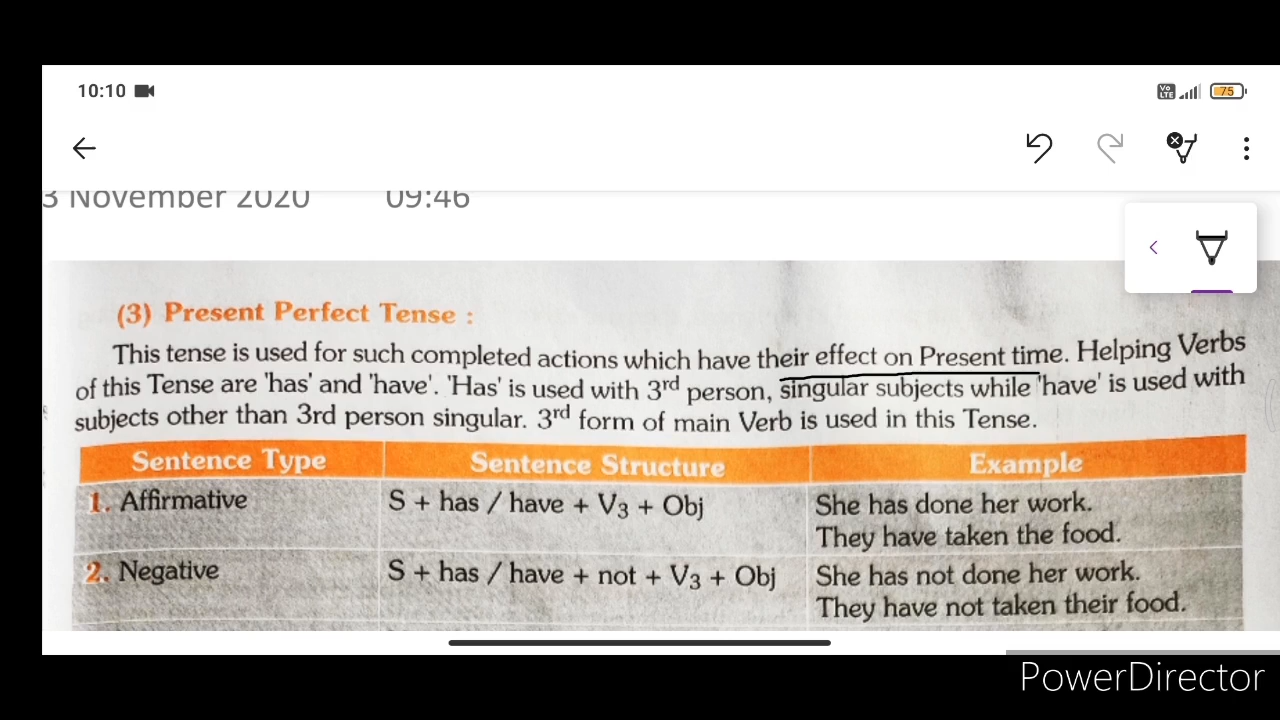 10:10
Vo LTE 75
3 November 2020 09:46
(3) Present Perfect Tense :
This tense is used for such completed actions which have their effect on Present time. Helping Verbs
of this Tense are 'has' and 'have'. 'Has' is used with 3rd person, singular subjects while 'have' is used with
subjects other than 3rd person singular. 3rd form of main Verb is used in this Tense.
Sentence Type Sentence Structure Example
1. Affirmative S + has / have + V3 + Obj She has done her work.
They have taken the food.
2. Negative S + has / have + not + V3 + Obj She has not done her work.
They have not taken their food.
PowerDirector